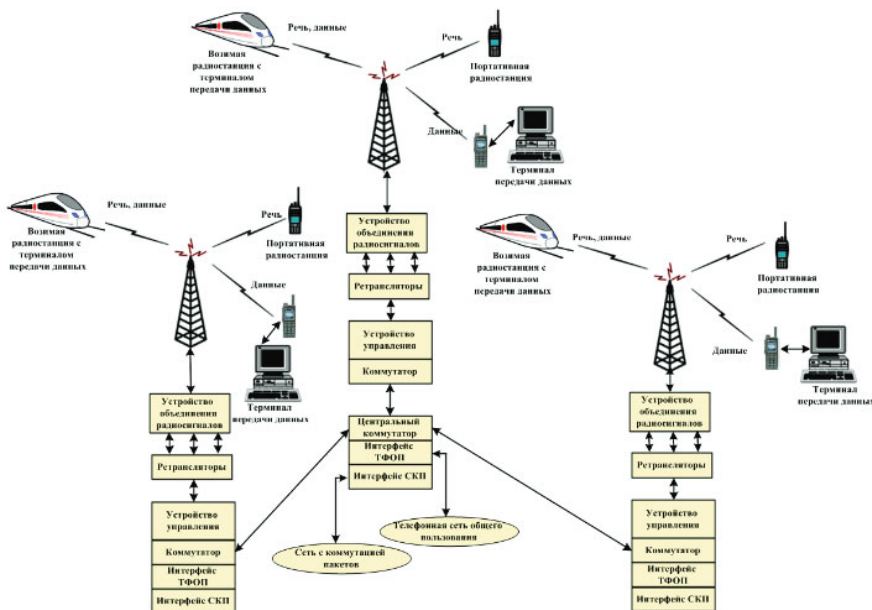 Речь, данные
Речь
Возимая
радиостанция с
терминалом
передачи данных
Портативная
радиостанция
Данные
Терминал
передачи данных
Устройство
объединения
радиосигналов
Ретрансляторы
Устройство
управления
Коммутатор
Центральный
коммутатор
Интерфейс
ТФОП
Интерфейс СКП
Телефонная сеть общего
пользования
Сеть с коммутацией
пакетов
Речь, данные
Речь
Возимая
радиостанция с
терминалом
передачи данных
Портативная
радиостанция
Данные
Терминал
передачи данных
Устройство
объединения
радиосигналов
Ретрансляторы
Устройство
управления
Коммутатор
Интерфейс
ТФОП
Интерфейс СКП
Речь, данные
Речь
Возимая
радиостанция с
терминалом
передачи данных
Портативная
радиостанция
Данные
Терминал
передачи данных
Устройство
объединения
радиосигналов
Ретрансляторы
Устройство
управления
Коммутатор
Интерфейс
ТФОП
Интерфейс СКП